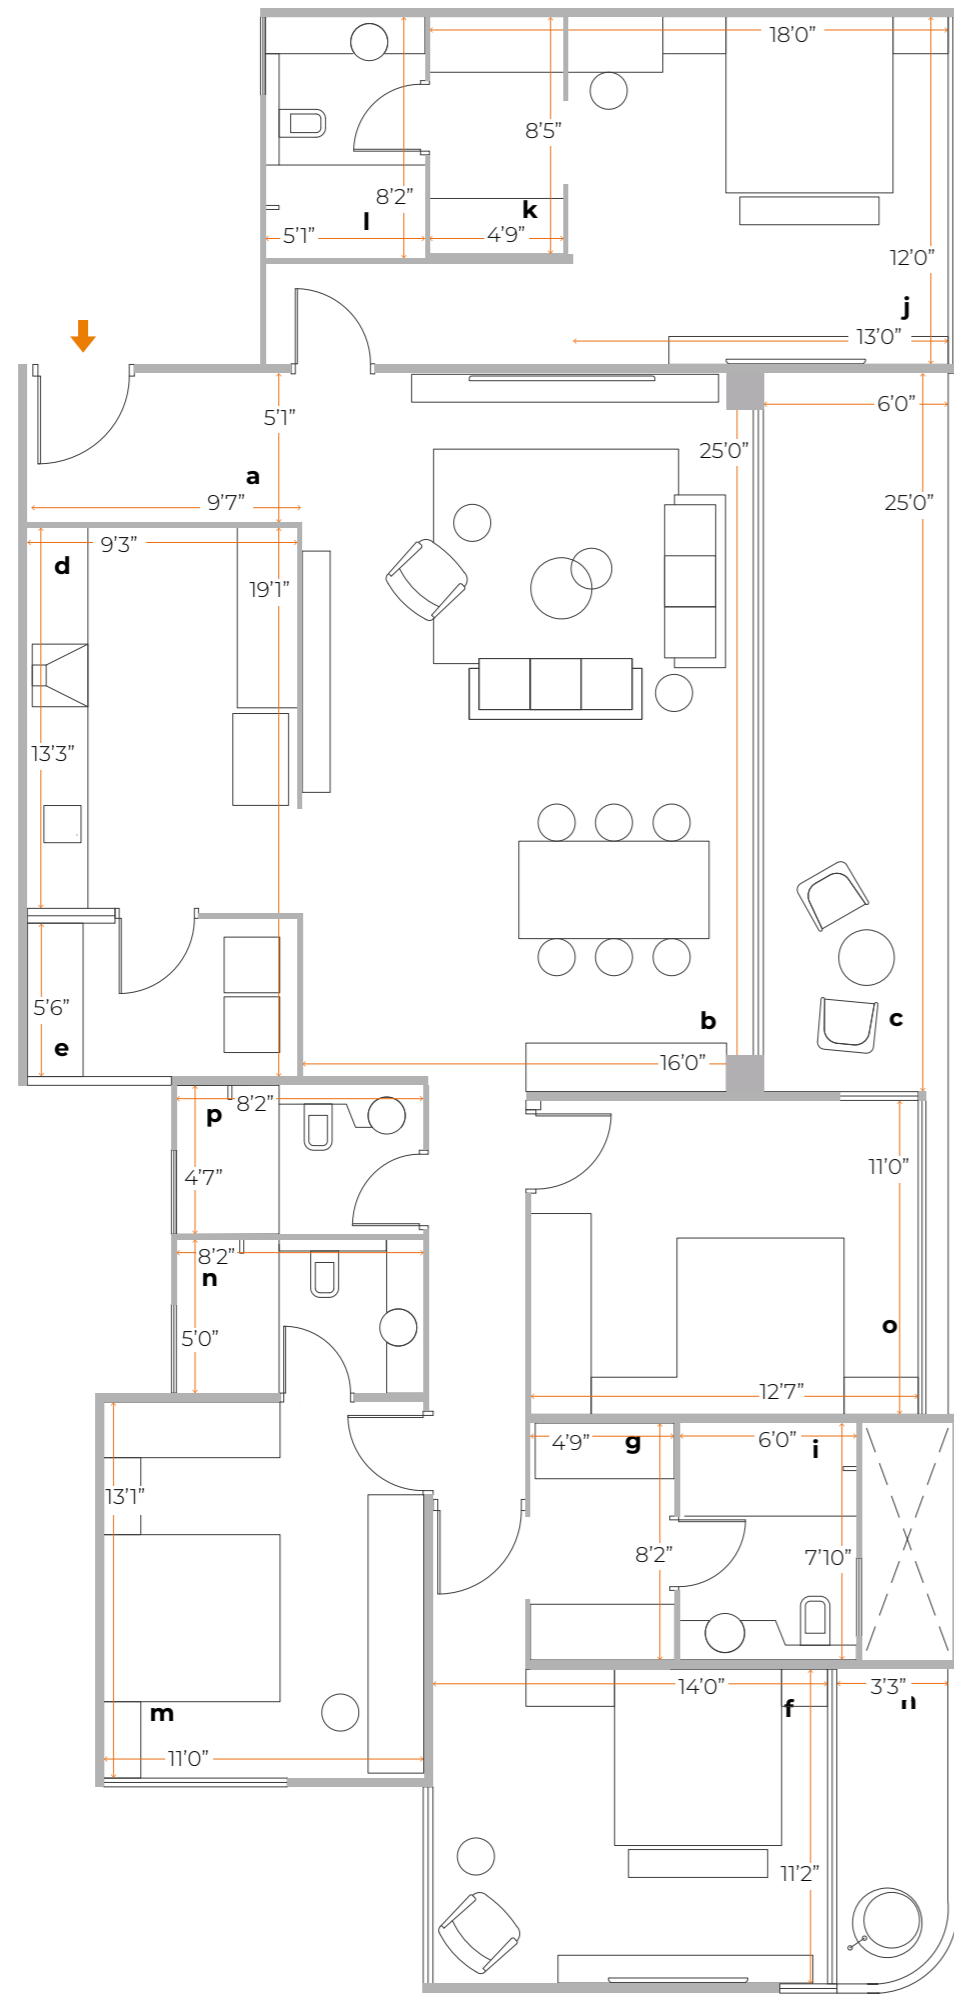 18’0”
8’5”
8’2”
k
l
5’1”
4’9”
12’0”
j
13’0”
5’1”
6’0”
25’0”
a
9’7”
25’0”
9’3”
d
19’1”
13’3”
5’6”
e
b
c
16’0”
p
8’2”
4’7”
11’0”
8’2”
n
5’0”
o
12’7”
4’9”
g
6’0”
i
13’1”
8’2”
7’10”
14’0”
3’3”
f
m
11’0”
11’2”